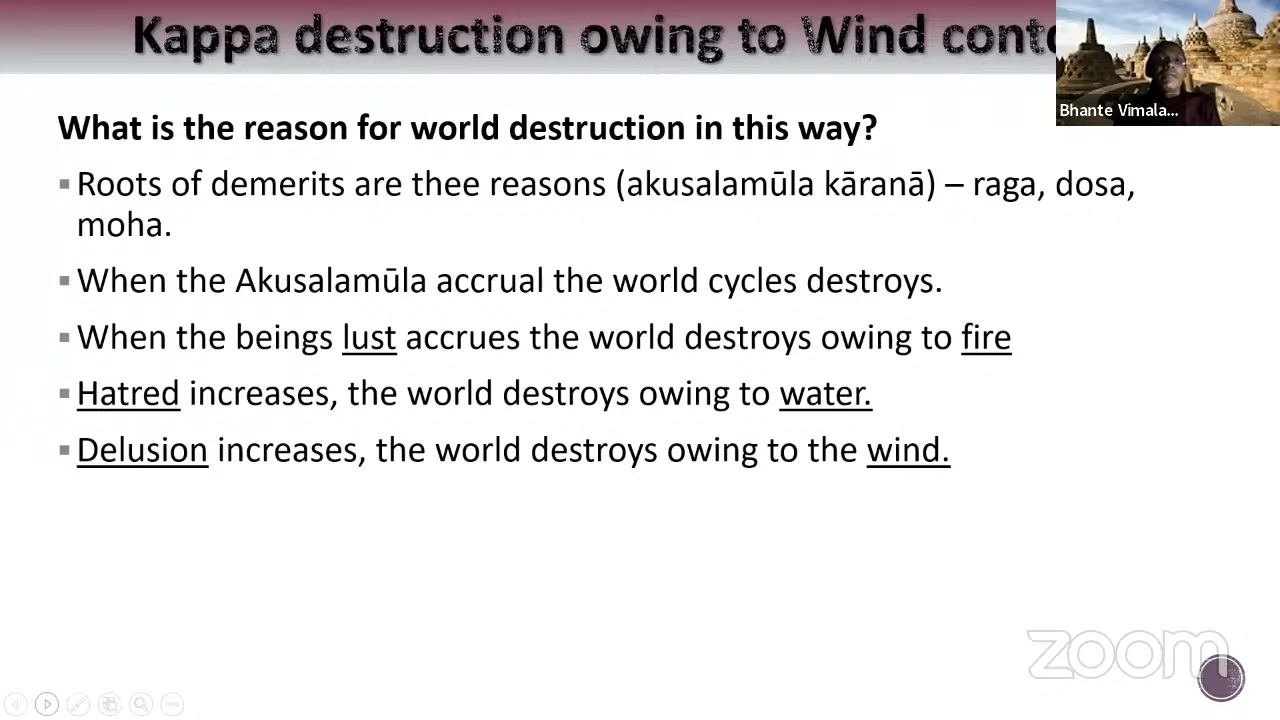 Kappa destruction owing to Wind conto
Bhante Vimala...
What is the reason for world destruction in this way?
▪ Roots of demerits are thee reasons (akusalamūla kāranā) – raga, dosa,
moha.
▪ When the Akusalamūla accrual the world cycles destroys.
▪ When the beings lust accrues the world destroys owing to fire
▪ Hatred increases, the world destroys owing to water.
▪ Delusion increases, the world destroys owing to the wind.
zoom